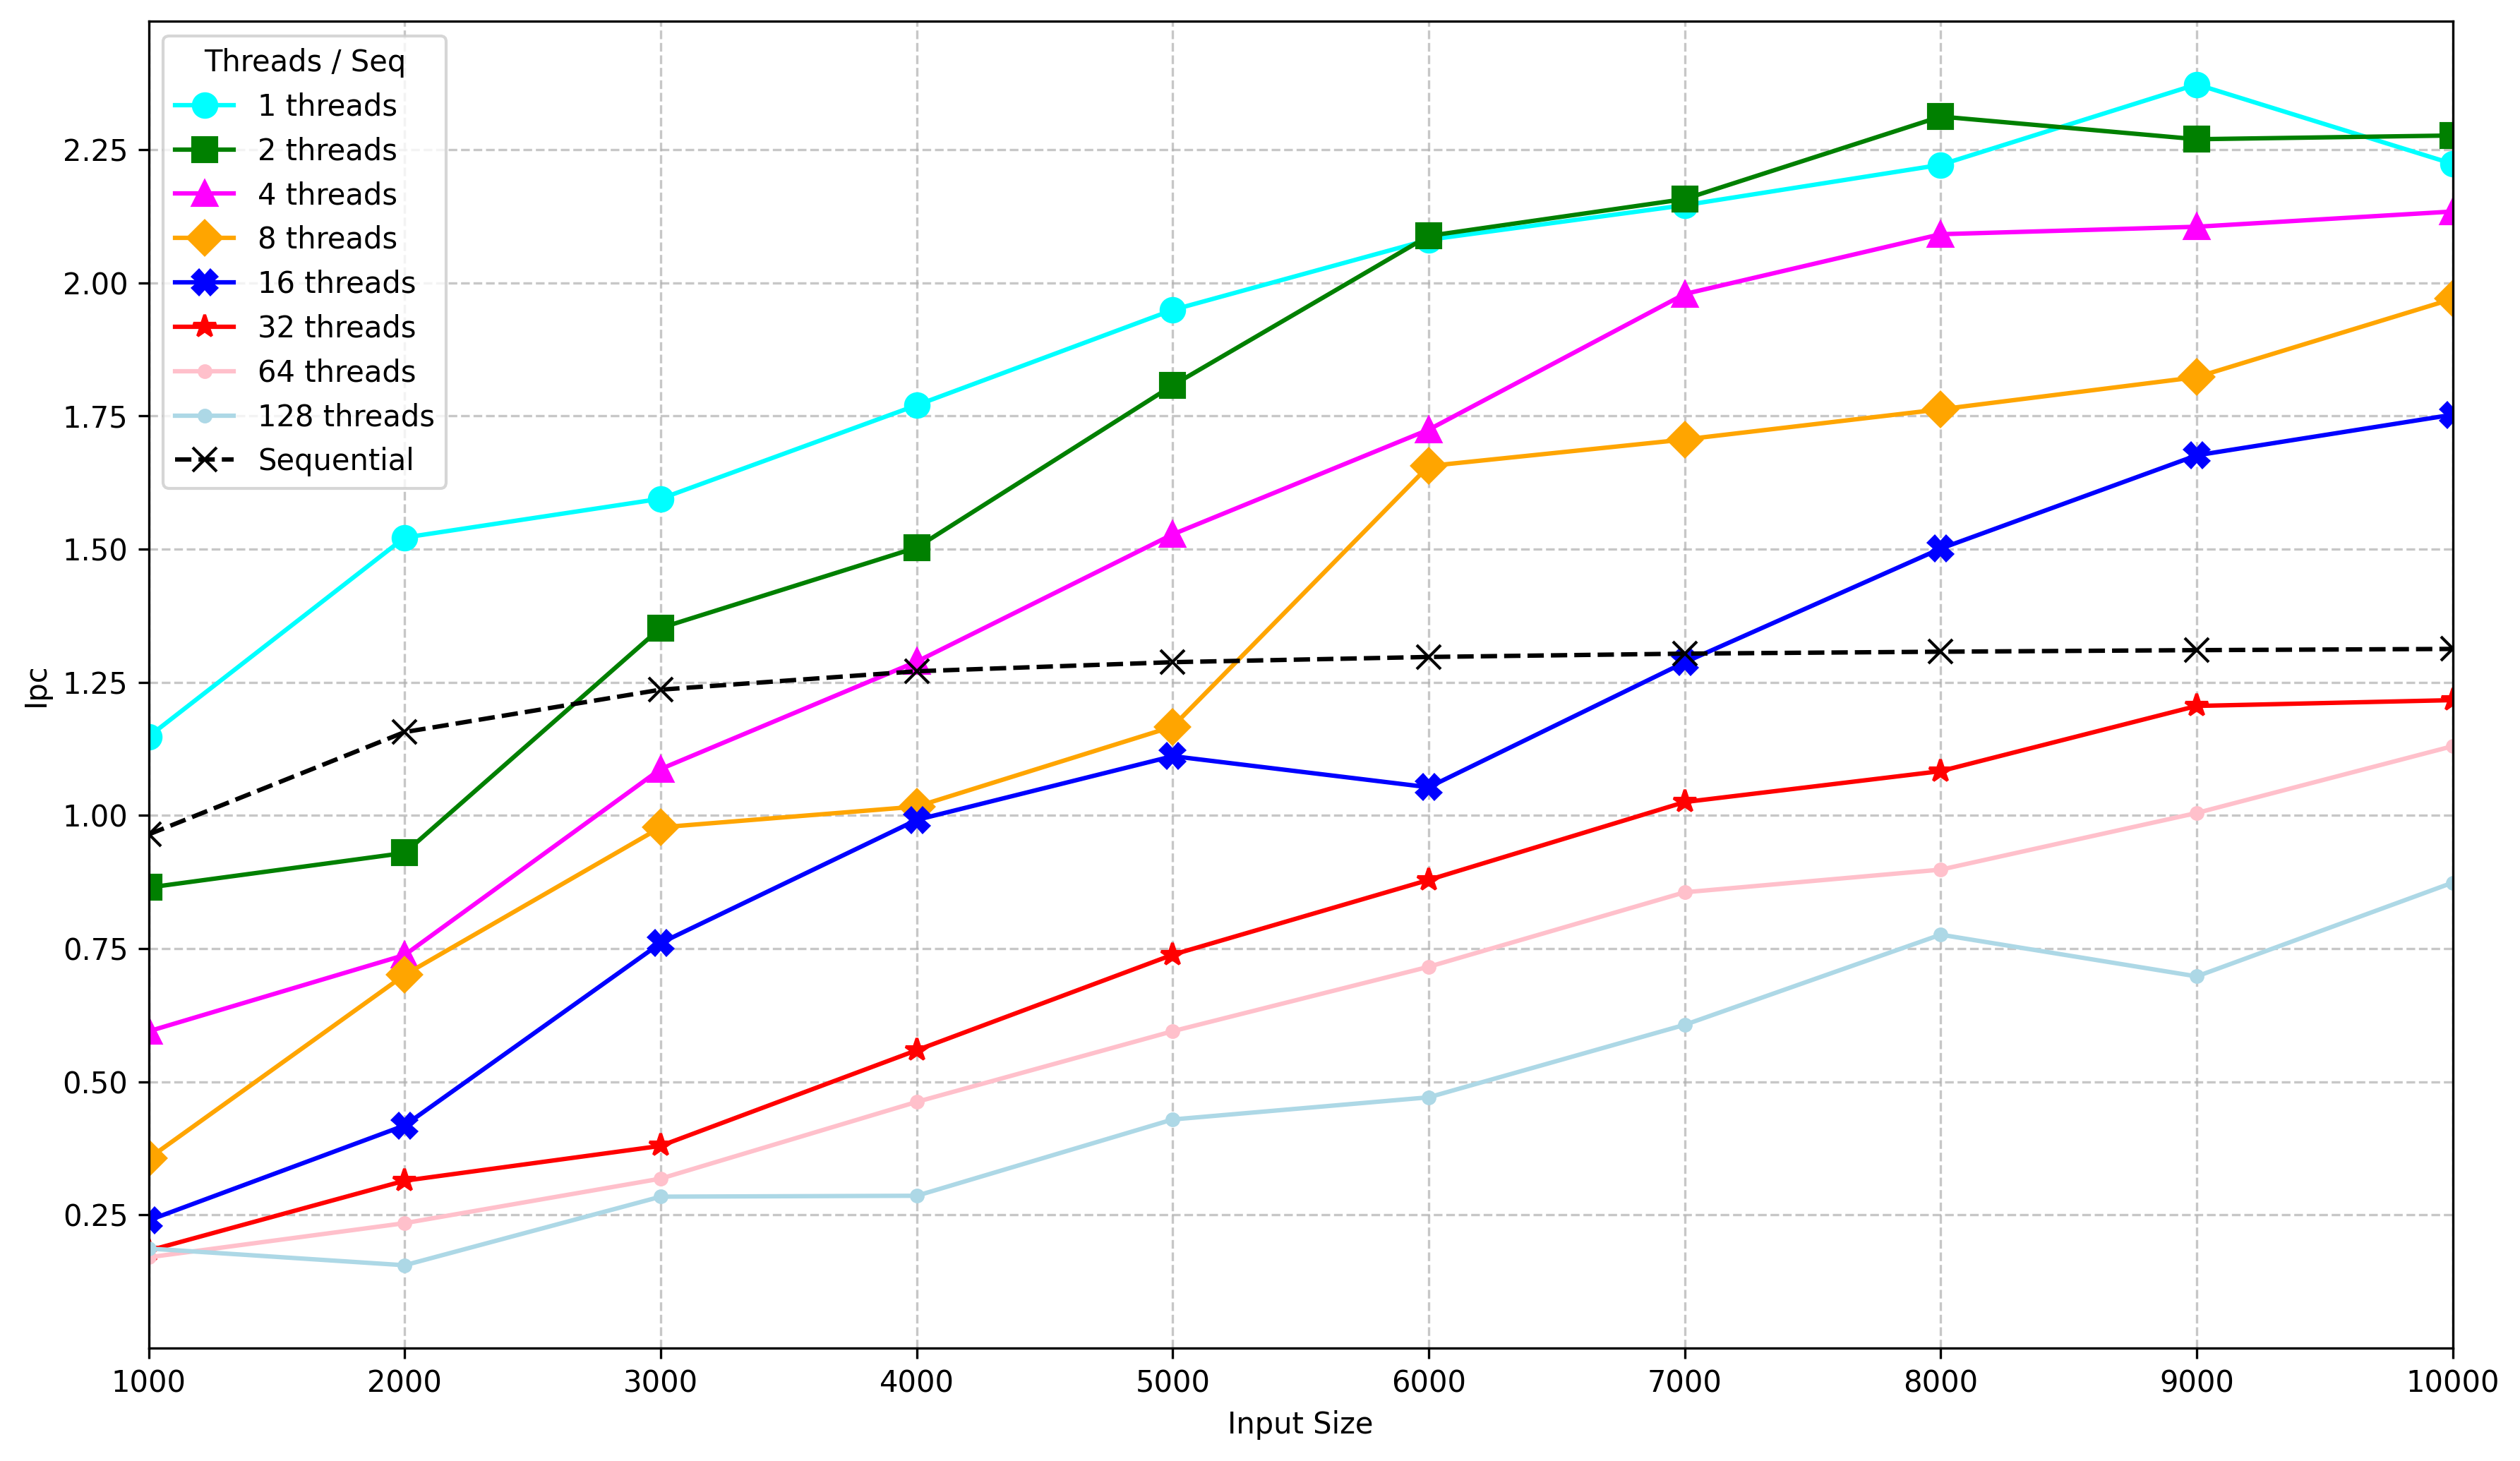 Threads / Seq
1 threads
2 threads
4 threads
8 threads
16 threads
32 threads
64 threads
128 threads
Sequential
2.25
2.00
1.75
1.50
1.25
1.00
0.75
0.50
0.25
Ipc
1000 2000 3000 4000 5000 6000 7000 8000 9000 10000
Input Size